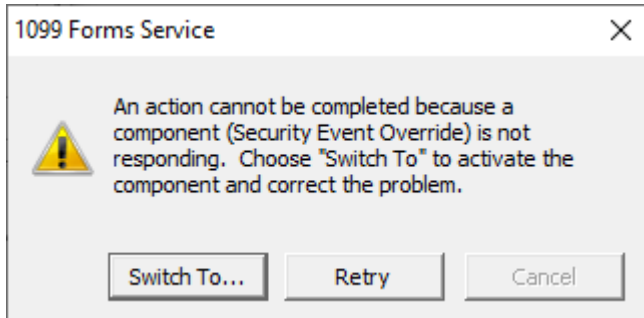 1099 Forms Service
An action cannot be completed because a
component (Security Event Override) is not
responding.  Choose "Switch To" to activate the
component and correct the problem.
Switch To...
Retry
Cancel